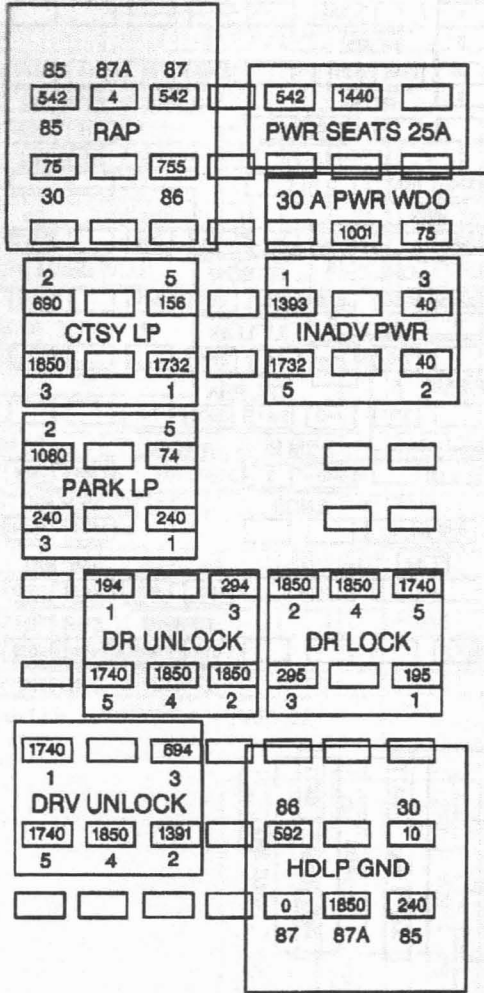 85 87A 87
542 4 542 542 1440
85 RAP PWR SEATS 25A
75 755
30 86 30 A PWR WDO
1001 75
2 5 1 3
690 156 1393 40
CTSY LP INADV PWR
1850 1732 1732 40
3 1 5 2
2 5
1080 74
PARK LP
240 240
3 1
194 294 1850 1850 1740
1 3 2 4 5
DR UNLOCK DR LOCK
1740 1850 1850 295 195
5 4 2 3 1
1740 694
1 3
DRV UNLOCK 86 30
1740 1850 1391 592 10
5 4 2 HDLP GND
0 1850 240
87 87A 85